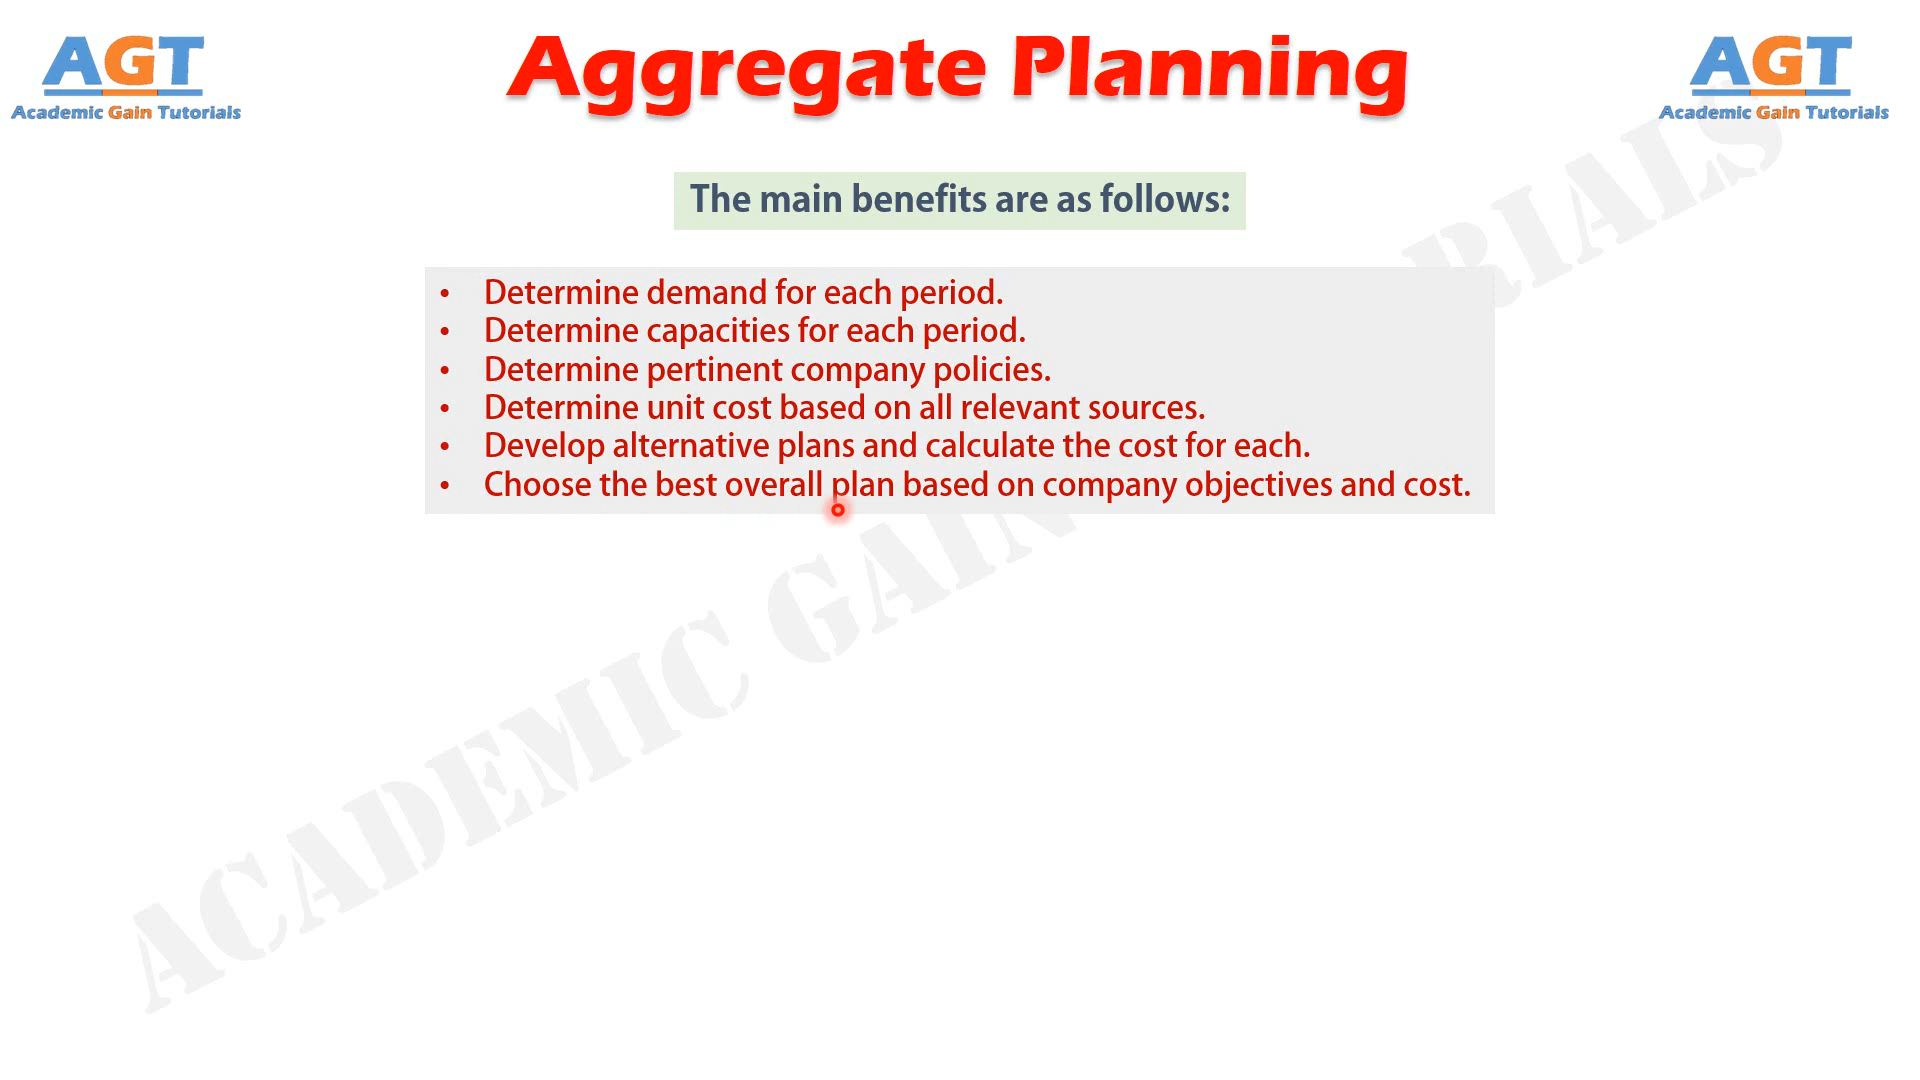 AGT
Academic Gain Tutorials
Aggregate Planning
AGT
Academic Gain Tutorials
The main benefits are as follows:
• Determine demand for each period.
• Determine capacities for each period.
• Determine pertinent company policies.
• Determine unit cost based on all relevant sources.
• Develop alternative plans and calculate the cost for each.
• Choose the best overall plan based on company objectives and cost.
ACADEMIC GAIN RIALS